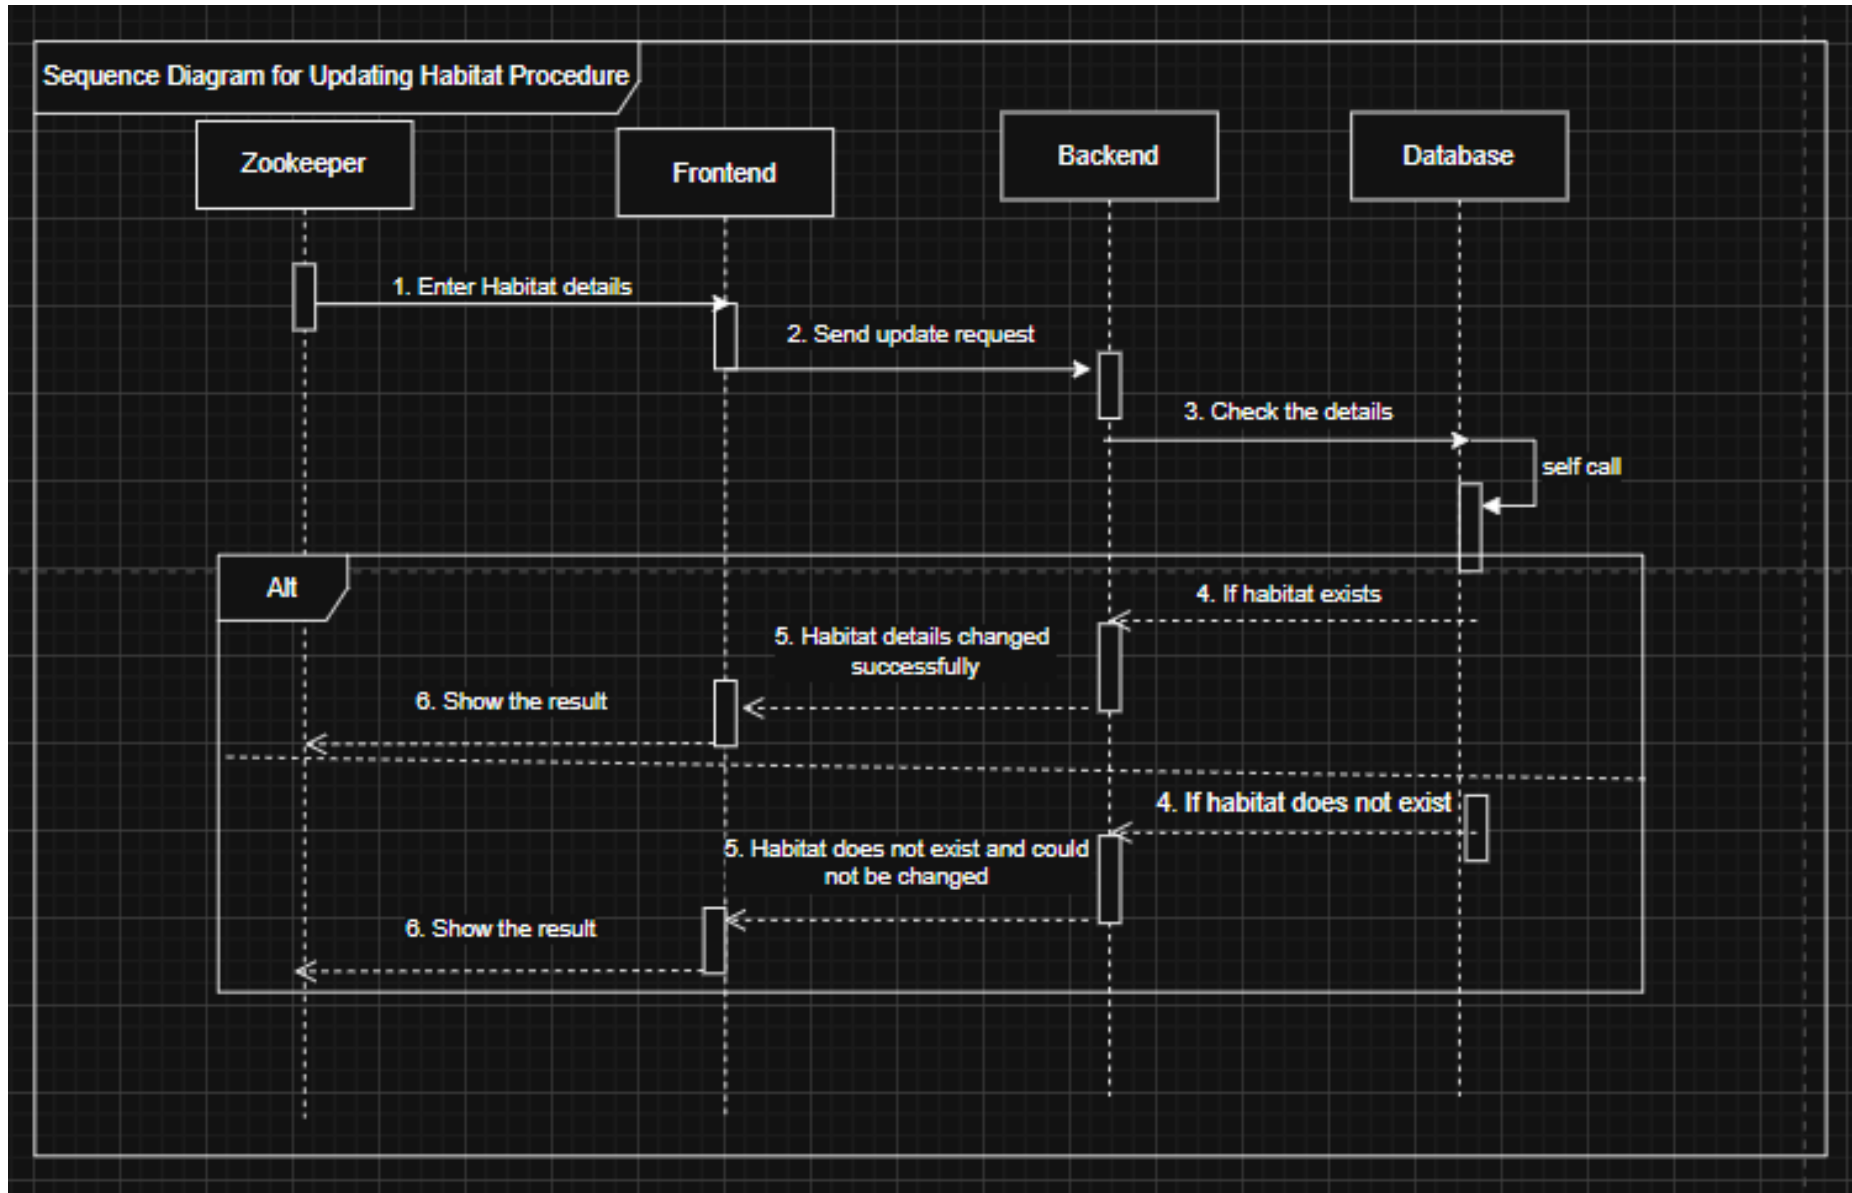 Sequence Diagram for Updating Habitat Procedure
Zookeeper
Frontend
Backend
Database
1. Enter Habitat details
2. Send update request
3. Check the details
self call
Alt
4. If habitat exists
5. Habitat details changed
successfully
6. Show the result
4. If habitat does not exist
5. Habitat does not exist and could
not be changed
6. Show the result